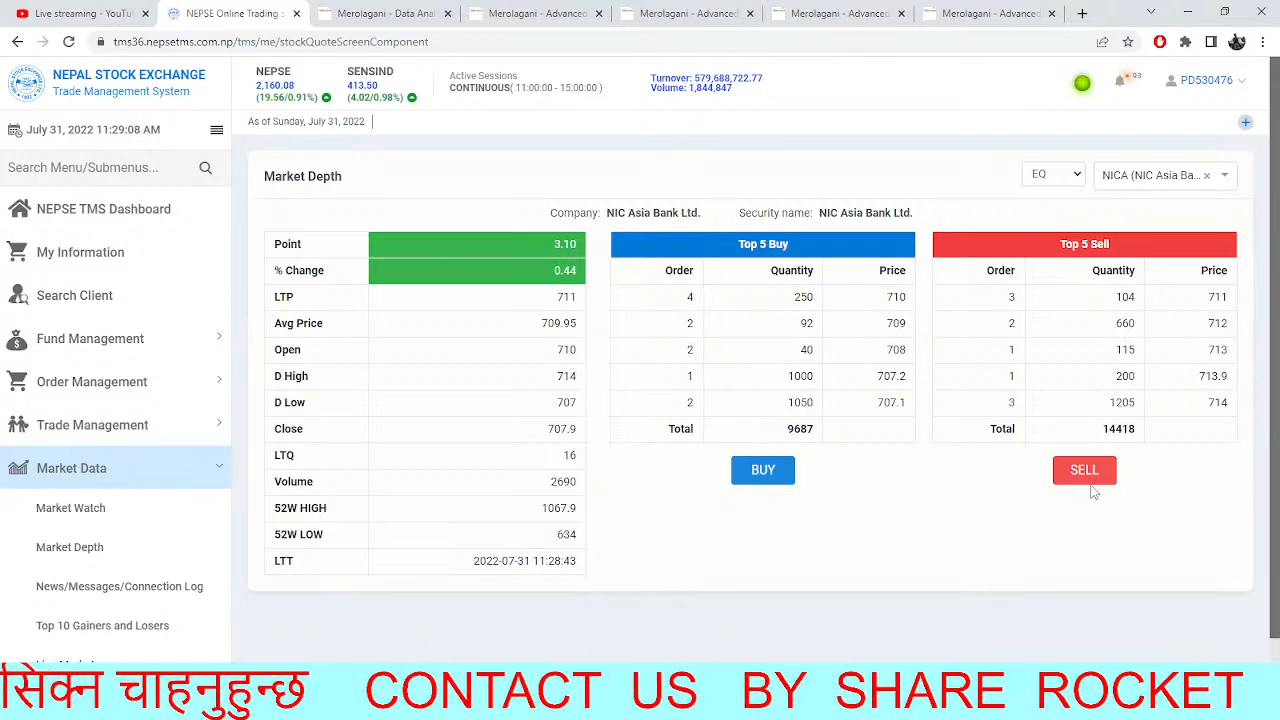 Live streaming - YouTu
NEPSE Online Trading s
Merolagani - Data Anal
Merolagani - Advanced
Merolagani - Advanced
Merolagani - Advanced
Merolagani - Advanced
tms36.nepsetms.com.np/tms/me/stockQuoteScreenComponent
NEPAL STOCK EXCHANGE
Trade Management System
NEPSE
2,160.08
(19.56/0.91%)
SENSIND
413.50
(4.02/0.98%)
Active Sessions
CONTINUOUS( 11:00:00 - 15:00:00 )
Turnover: 579,688,722.77
Volume: 1,844,847
93
PD530476
July 31, 2022 11:29:08 AM
As of Sunday, July 31, 2022
Search Menu/Submenus...
NEPSE TMS Dashboard
My Information
Search Client
Fund Management
Order Management
Trade Management
Market Data
Market Watch
Market Depth
News/Messages/Connection Log
Top 10 Gainers and Losers
Market Depth
EQ
NICA (NIC Asia Ba...
Company: NIC Asia Bank Ltd. Security name: NIC Asia Bank Ltd.
Point 3.10
% Change 0.44
LTP 711
Avg Price 709.95
Open 710
D High 714
D Low 707
Close 707.9
LTQ 16
Volume 2690
52W HIGH 1067.9
52W LOW 634
LTT 2022-07-31 11:28:43
Top 5 Buy
Order Quantity Price
4 250 710
2 92 709
2 40 708
1 1000 707.2
2 1050 707.1
Total 9687
BUY
Top 5 Sell
Order Quantity Price
3 104 711
2 660 712
1 115 713
1 200 713.9
3 1205 714
Total 14418
SELL
सिक्न चाहनुहुन्छ CONTACT US BY SHARE ROCKET